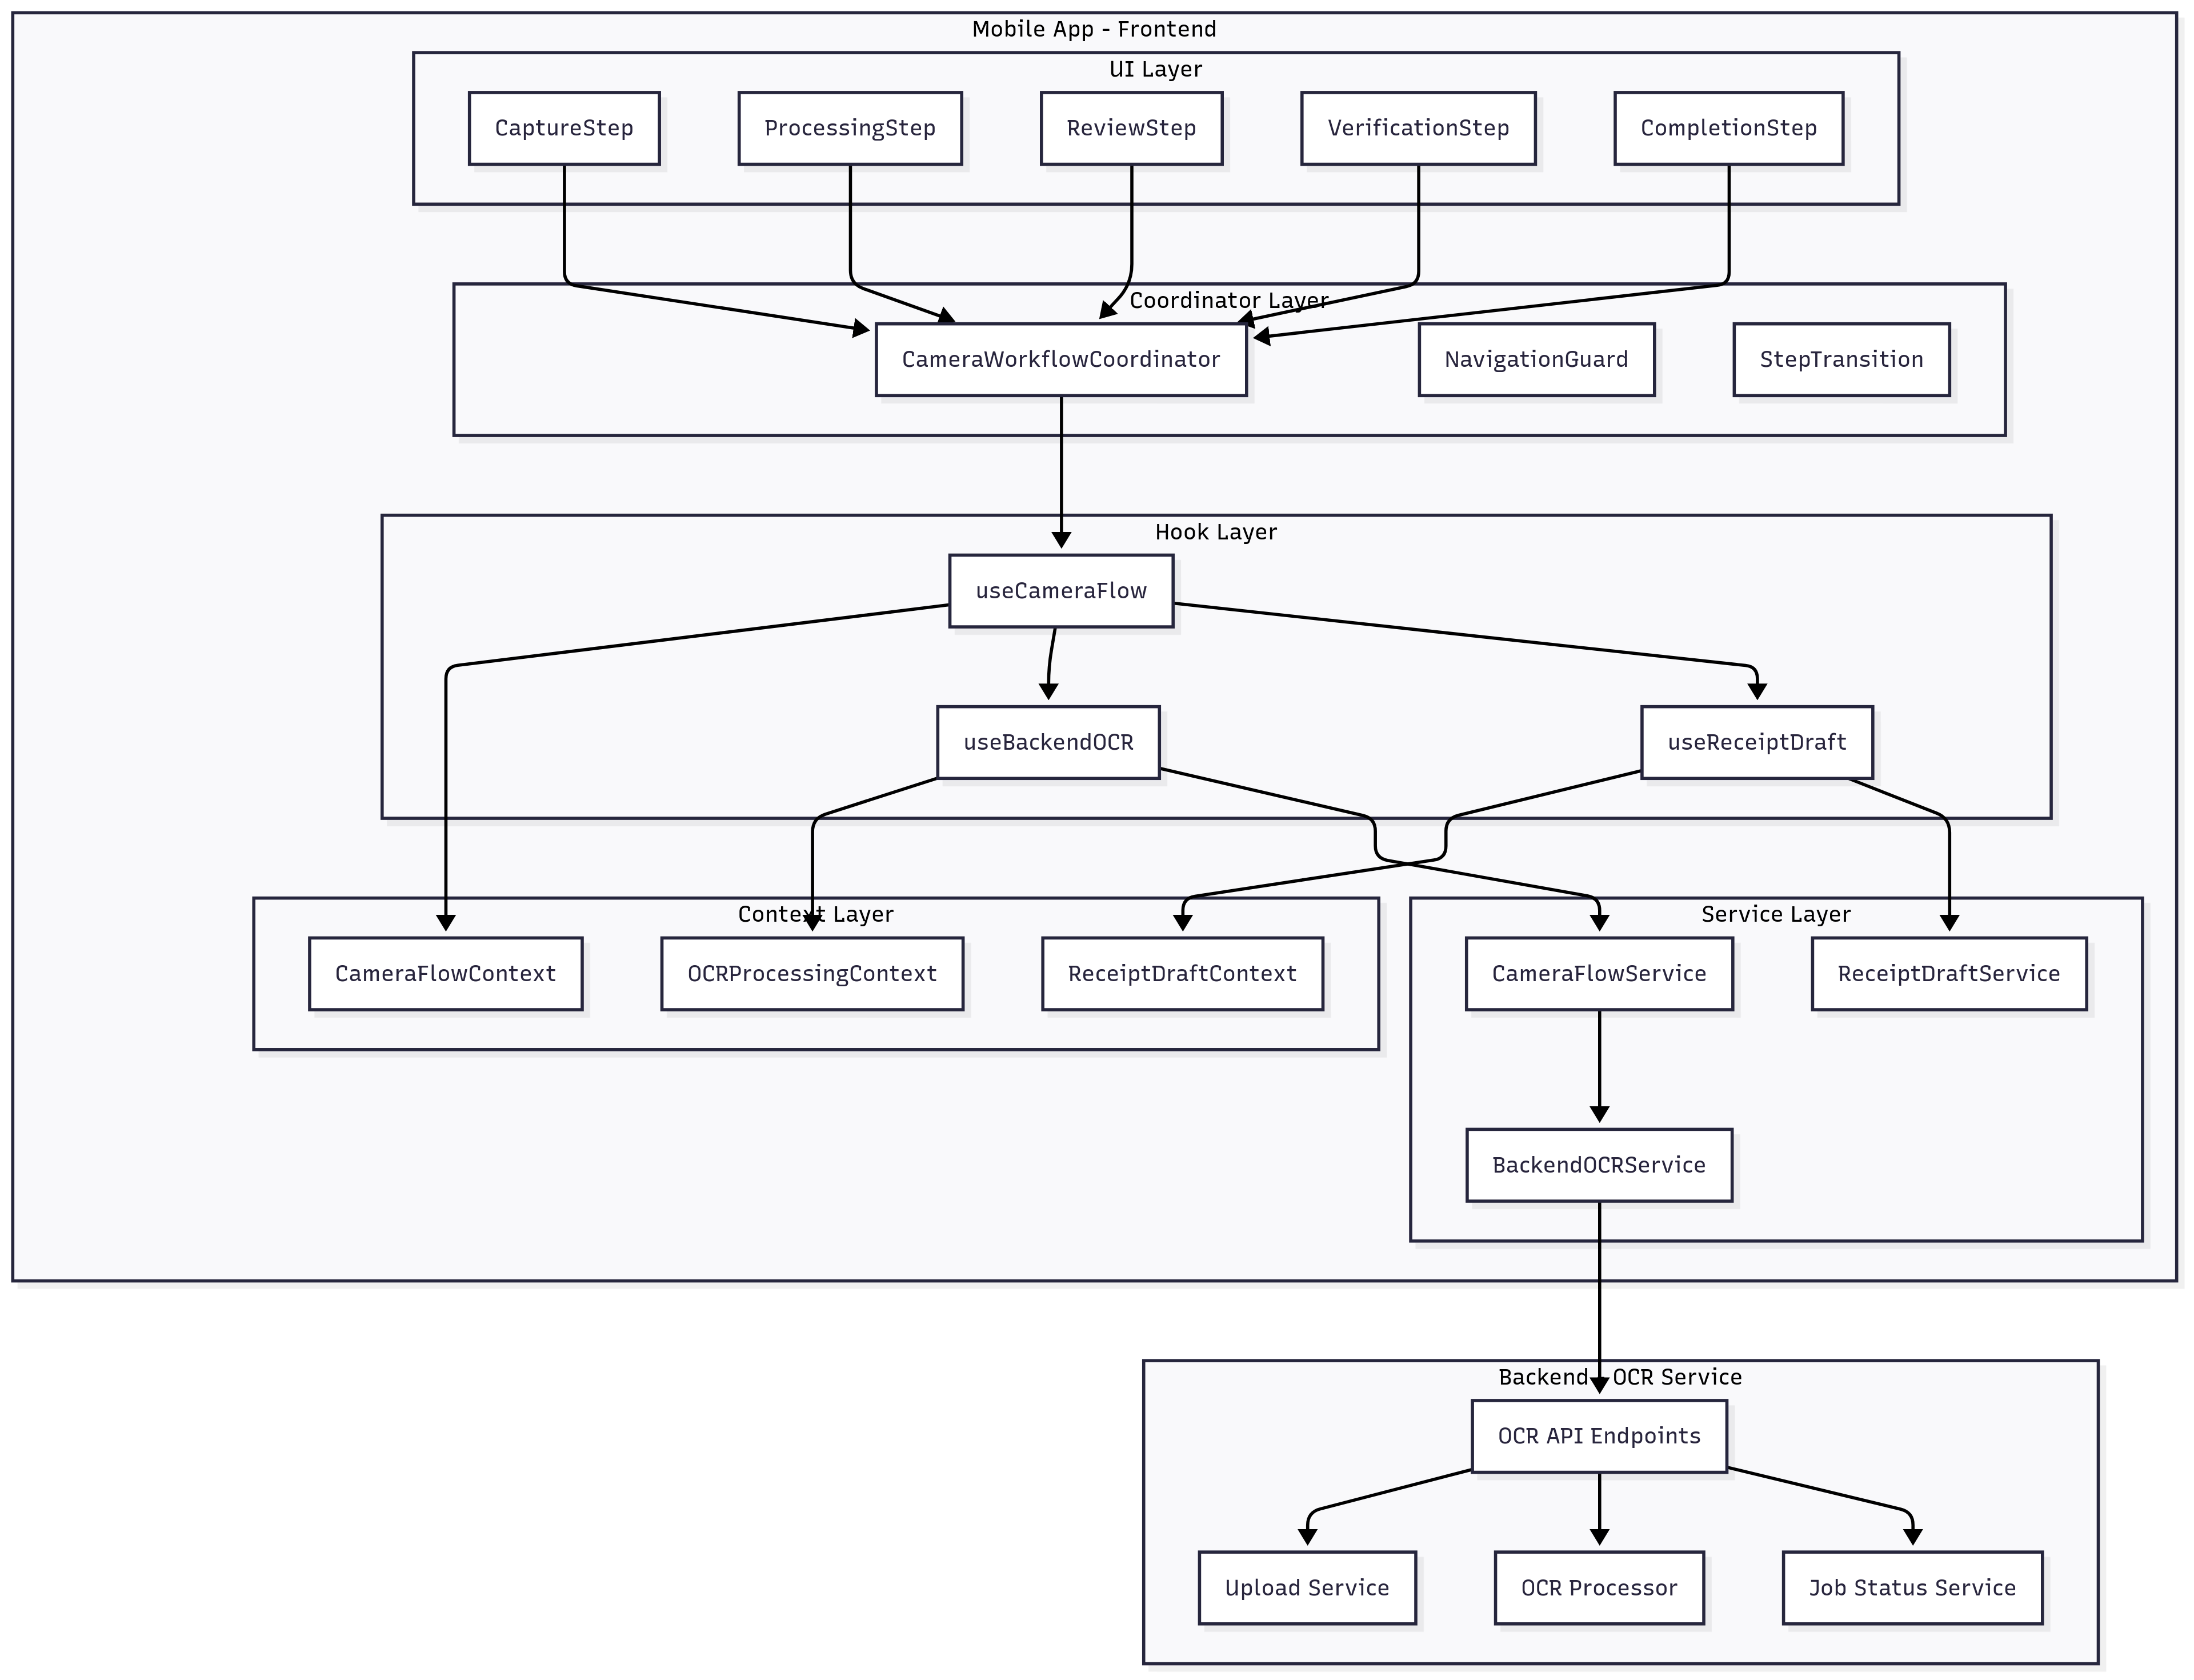 Mobile App - Frontend
UI Layer
CaptureStep
ProcessingStep
ReviewStep
VerificationStep
CompletionStep
Coordinator Layer
CameraWorkflowCoordinator
NavigationGuard
StepTransition
Hook Layer
useCameraFlow
useBackendOCR
useReceiptDraft
Context Layer
Service Layer
CameraFlowContext
OCRProcessingContext
ReceiptDraftContext
CameraFlowService
ReceiptDraftService
BackendOCRService
Backend - OCR Service
OCR API Endpoints
Upload Service
OCR Processor
Job Status Service